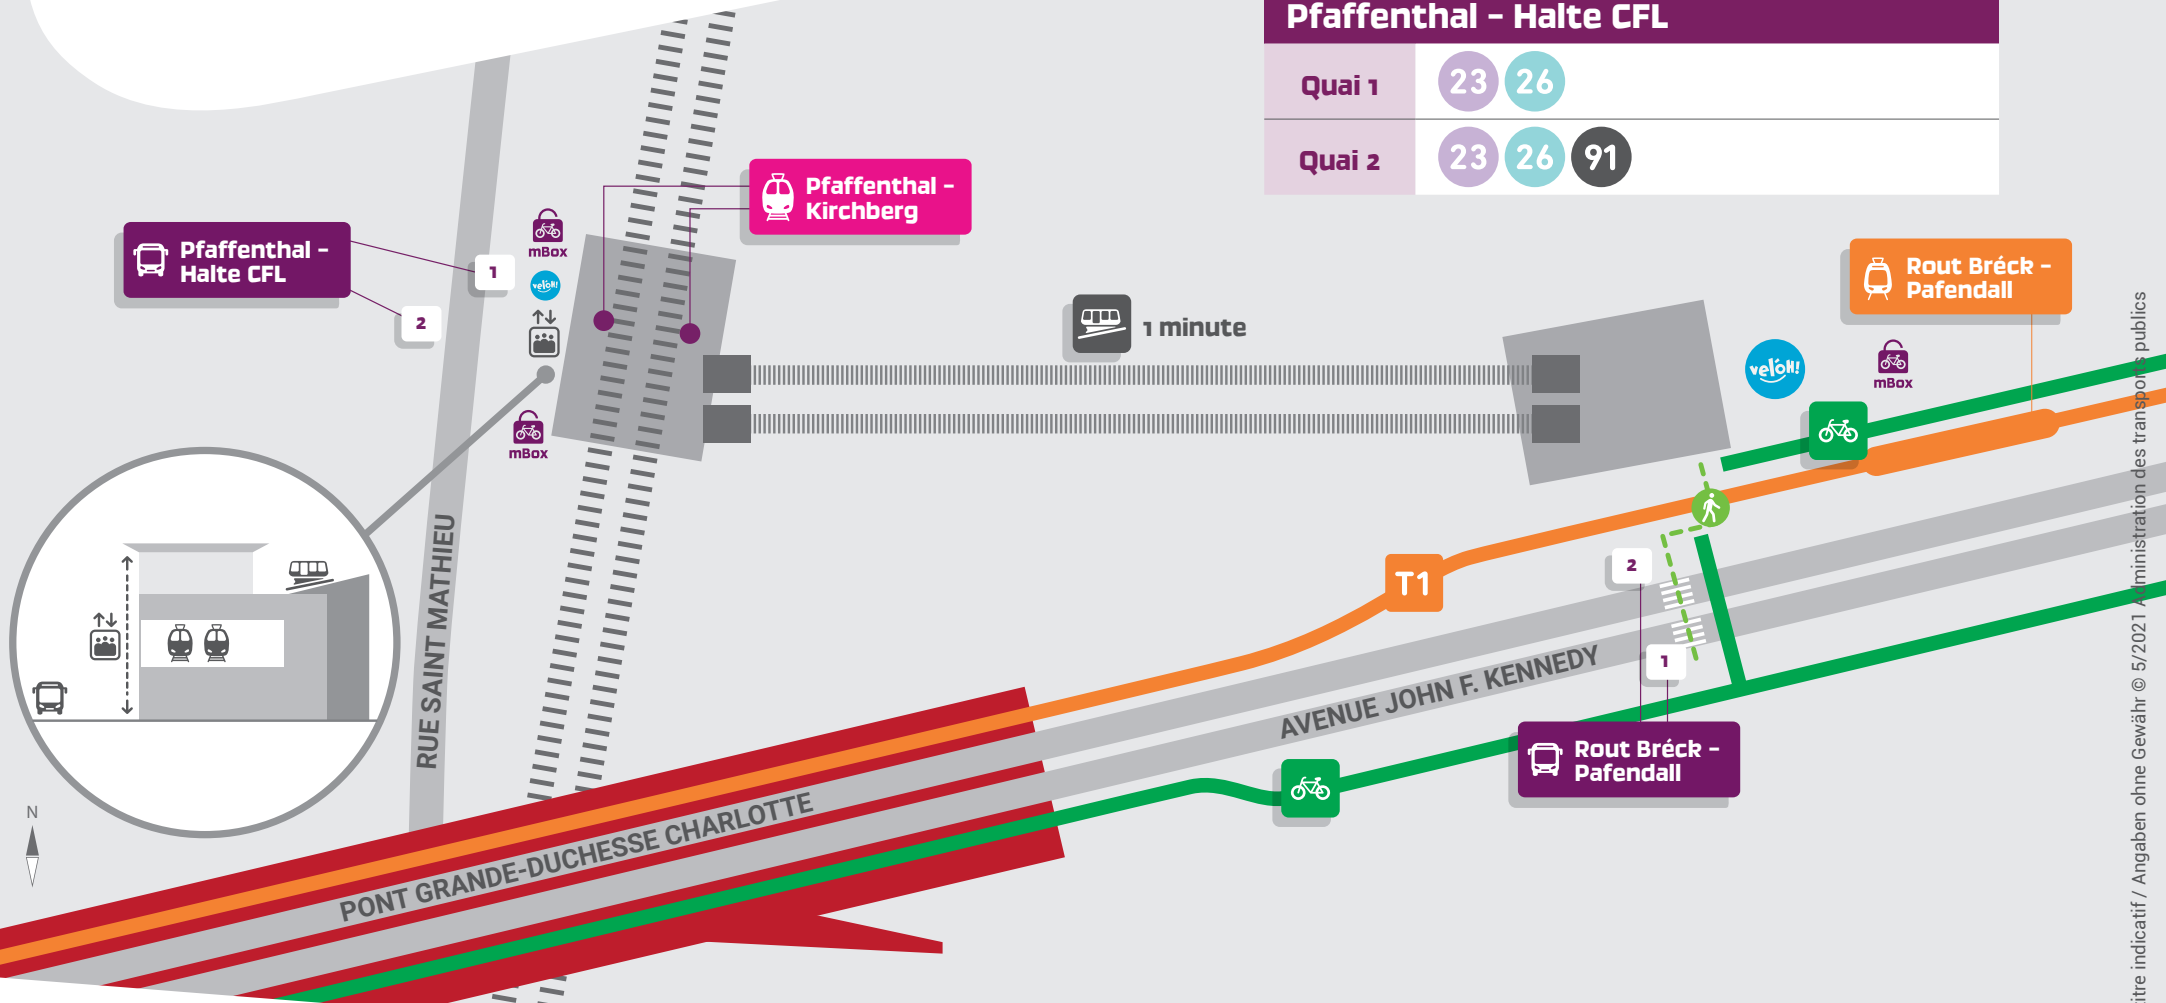 Pfaffenthal – Halte CFL
Quai 1
23 26
Quai 2
23 26 91
Pfaffenthal –
Kirchberg
Pfaffenthal –
Halte CFL
1
2
mBox
vel'OH!
mBox
1 minute
Rout Bréck –
Pafendall
vel'OH!
mBox
RUE SAINT MATHIEU
T1
2
1
AVENUE JOHN F. KENNEDY
Rout Bréck –
Pafendall
PONT GRANDE-DUCHESSE CHARLOTTE
N
indicatif / Angaben ohne Gewähr © 5/2021 Administration des transports publics